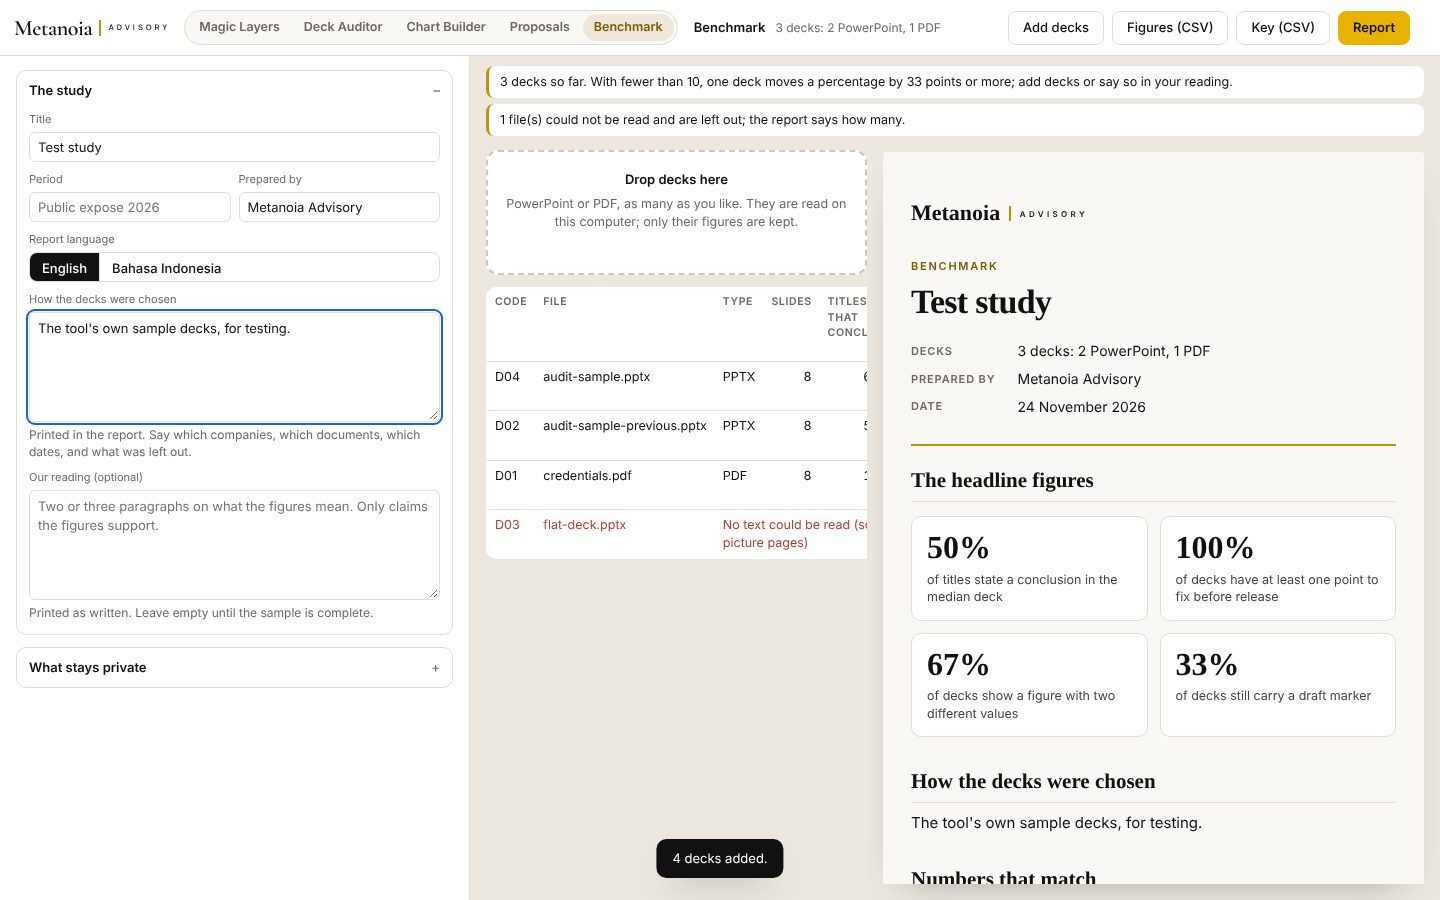 Metanoia ADVISORY
Magic Layers
Deck Auditor
Chart Builder
Proposals
Benchmark
Benchmark 3 decks: 2 PowerPoint, 1 PDF
Add decks
Figures (CSV)
Key (CSV)
Report
The study –
Title
Test study
Period
Prepared by
Public expose 2026
Metanoia Advisory
Report language
English
Bahasa Indonesia
How the decks were chosen
The tool's own sample decks, for testing.
Printed in the report. Say which companies, which documents, which
dates, and what was left out.
Our reading (optional)
Two or three paragraphs on what the figures mean. Only claims
the figures support.
Printed as written. Leave empty until the sample is complete.
What stays private +
3 decks so far. With fewer than 10, one deck moves a percentage by 33 points or more; add decks or say so in your reading.
1 file(s) could not be read and are left out; the report says how many.
Drop decks here
PowerPoint or PDF, as many as you like. They are read on
this computer; only their figures are kept.
CODE FILE TYPE SLIDES TITLES
THAT
D04 audit-sample.pptx PPTX 8
D02 audit-sample-previous.pptx PPTX 8
D01 credentials.pdf PDF 8
D03 flat-deck.pptx No text could be read
picture pages)
4 decks added.
Metanoia ADVISORY
BENCHMARK
Test study
DECKS 3 decks: 2 PowerPoint, 1 PDF
PREPARED BY Metanoia Advisory
DATE 24 November 2026
The headline figures
50%
of titles state a conclusion in the
median deck
100%
of decks have at least one point to
fix before release
67%
of decks show a figure with two
different values
33%
of decks still carry a draft marker
How the decks were chosen
The tool's own sample decks, for testing.
Numbers that match